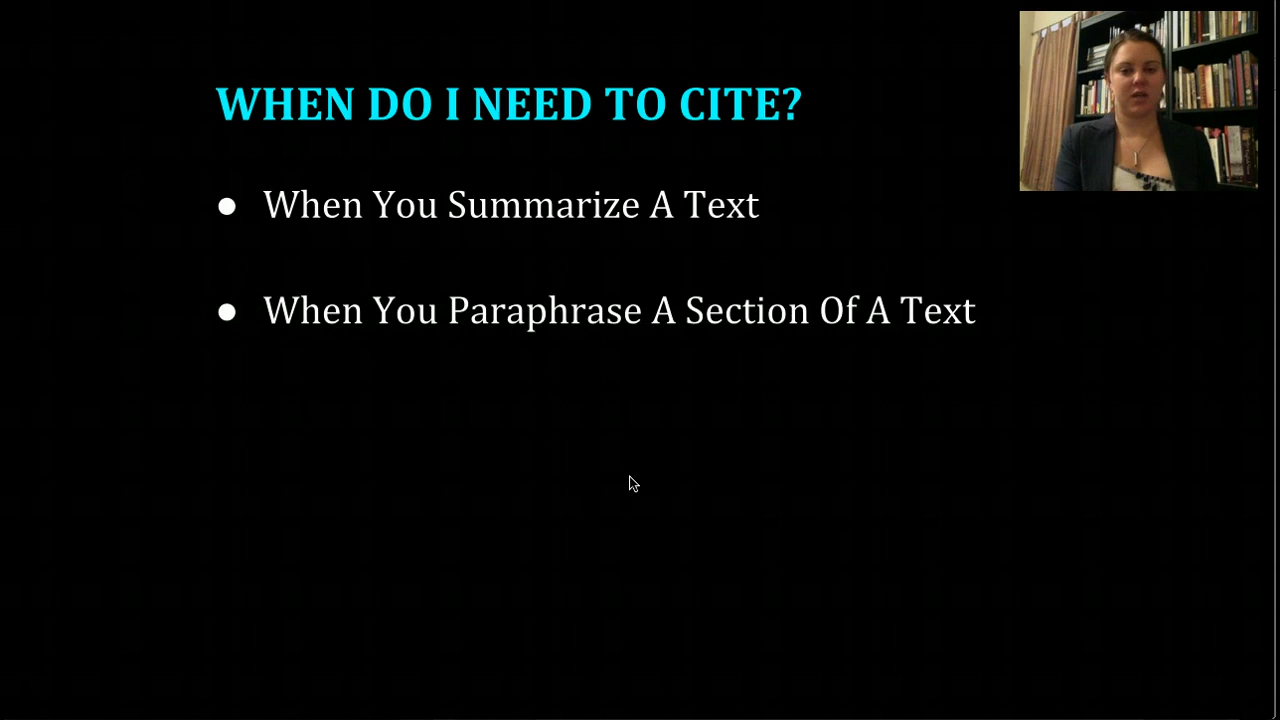 WHEN DO I NEED TO CITE?
● When You Summarize A Text
● When You Paraphrase A Section Of A Text